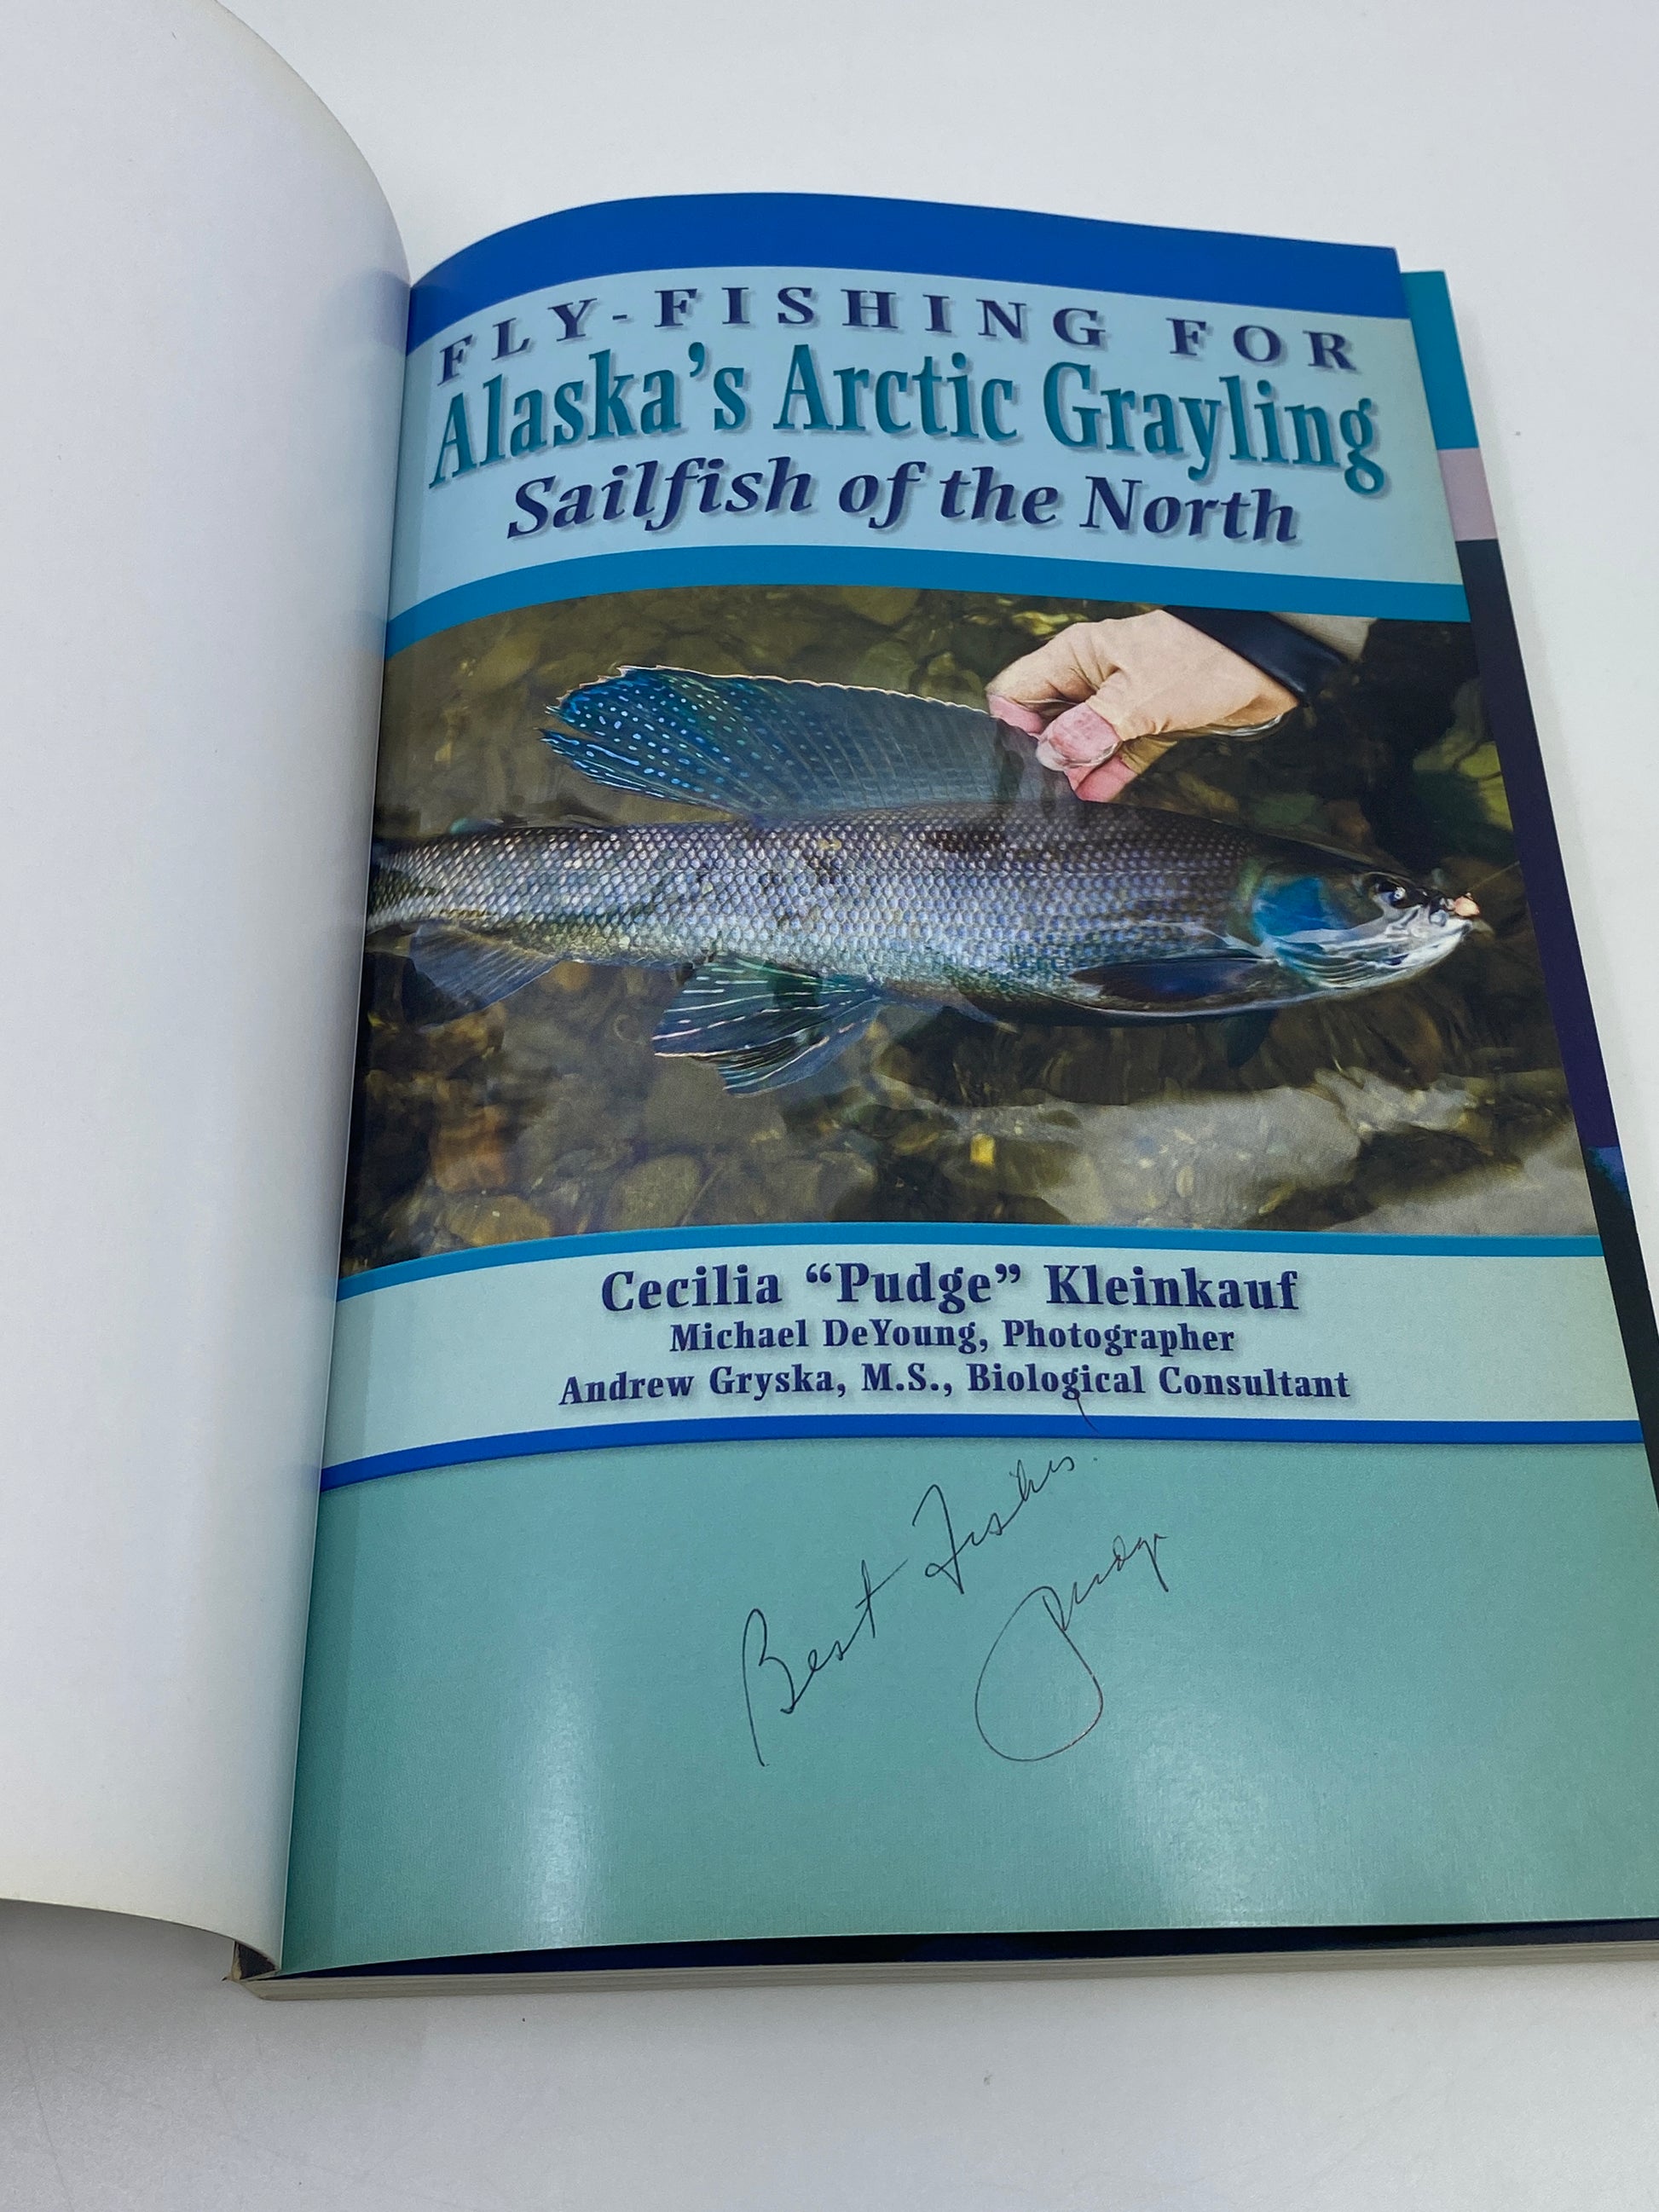 FLY-FISHING FOR
Alaska's Arctic Grayling
Sailfish of the North
Cecilia “Pudge” Kleinkauf
Michael DeYoung, Photographer
Andrew Gryska, M.S., Biological Consultant
Best Fishes!
Pudge